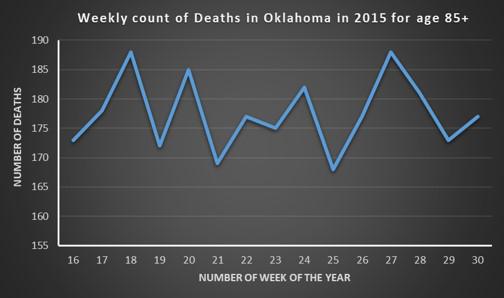 Weekly count of Deaths in Oklahoma in 2015 for age 85+
NUMBER OF DEATHS
190
185
180
175
170
165
160
155
16 17 18 19 20 21 22 23 24 25 26 27 28 29 30
NUMBER OF WEEK OF THE YEAR